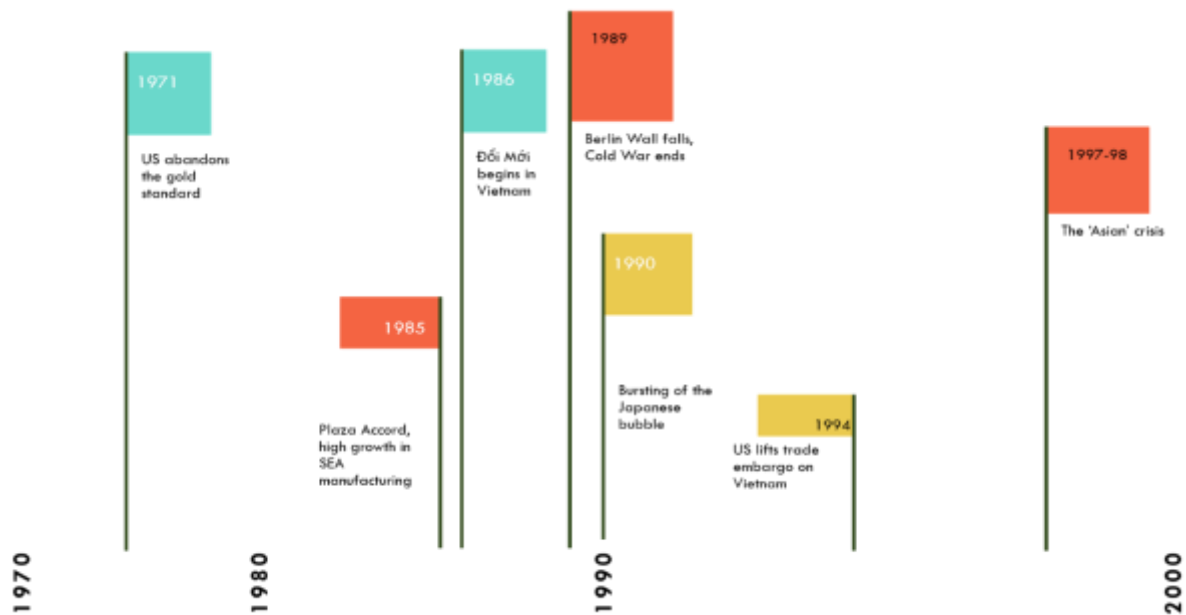 1971
US abandons
the gold
standard
1985
Plaza Accord,
high growth in
SEA
manufacturing
1986
Đổi Mới
begins in
Vietnam
1989
Berlin Wall falls,
Cold War ends
1990
Bursting of the
Japanese
bubble
1994
US lifts trade
embargo on
Vietnam
1997-98
The 'Asian' crisis
1970
1980
1990
2000